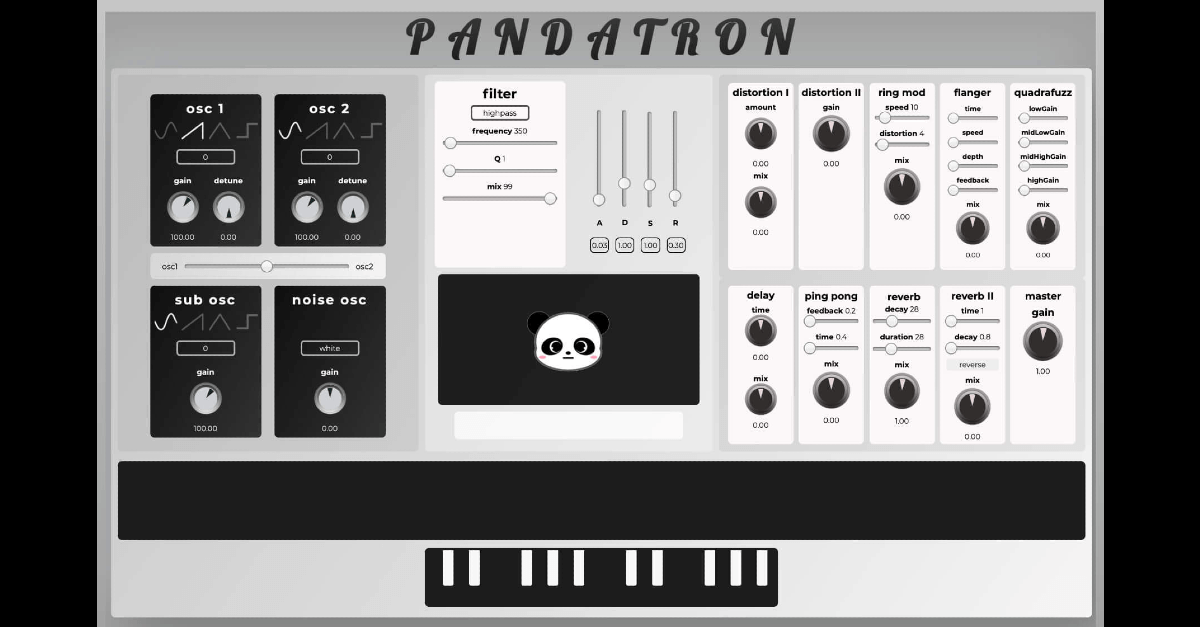 PANDATRON
osc 1
0
gain detune
100.00 0.00
osc 2
0
gain detune
100.00 0.00
osc1 osc2
sub osc
0
gain
100.00
noise osc
white
gain
0.00
filter
highpass
frequency 350
Q 1
mix 99
A D S R
0.03 1.00 1.00 0.30
distortion I
amount
0.00
mix
0.00
distortion II
gain
0.00
ring mod
speed 10
distortion 4
mix
0.00
flanger
time
speed
depth
feedback
mix
0.00
quadrafuzz
lowGain
midLowGain
midHighGain
highGain
mix
0.00
delay
time
0.00
mix
0.00
ping pong
feedback 0.2
time 0.4
mix
0.00
reverb
decay 28
duration 28
mix
1.00
reverb II
time 1
decay 0.8
reverse
mix
0.00
master
gain
1.00